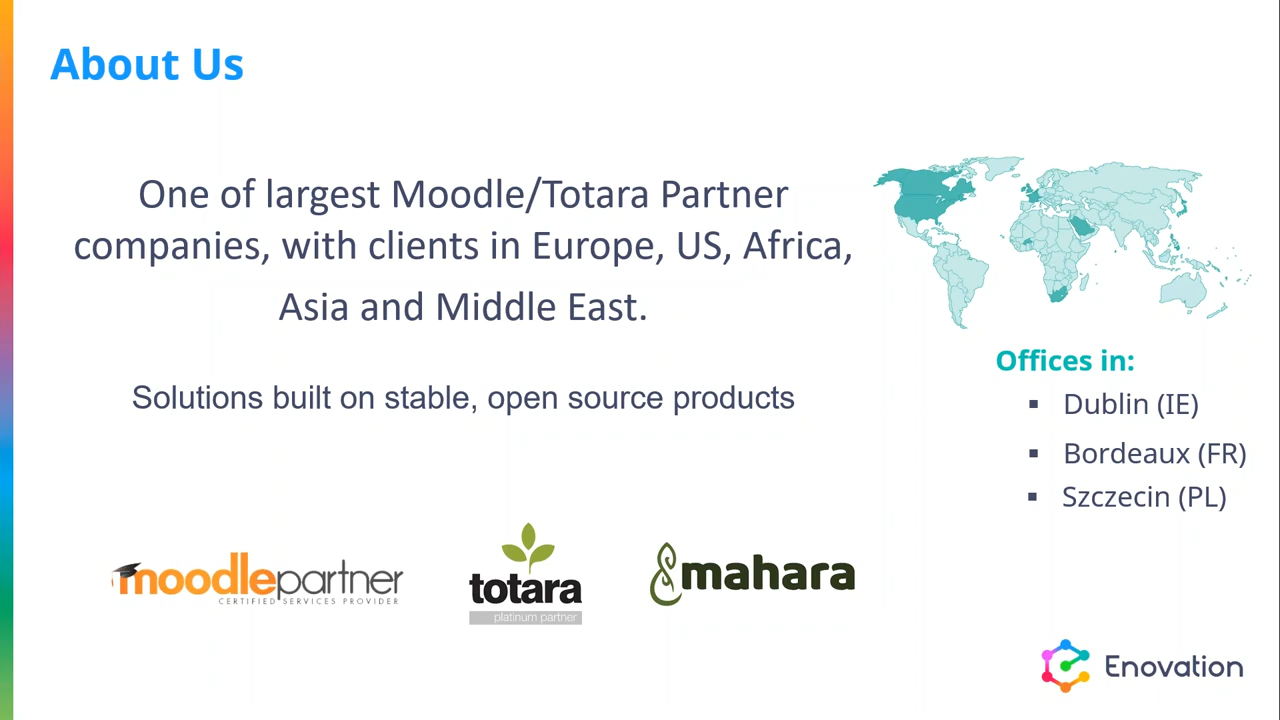 About Us
One of largest Moodle/Totara Partner
companies, with clients in Europe, US, Africa,
Asia and Middle East.
Solutions built on stable, open source products
Offices in:
▪ Dublin (IE)
▪ Bordeaux (FR)
▪ Szczecin (PL)
moodlepartner
CERTIFIED SERVICES PROVIDER
totara
platinum partner
mahara
Enovation